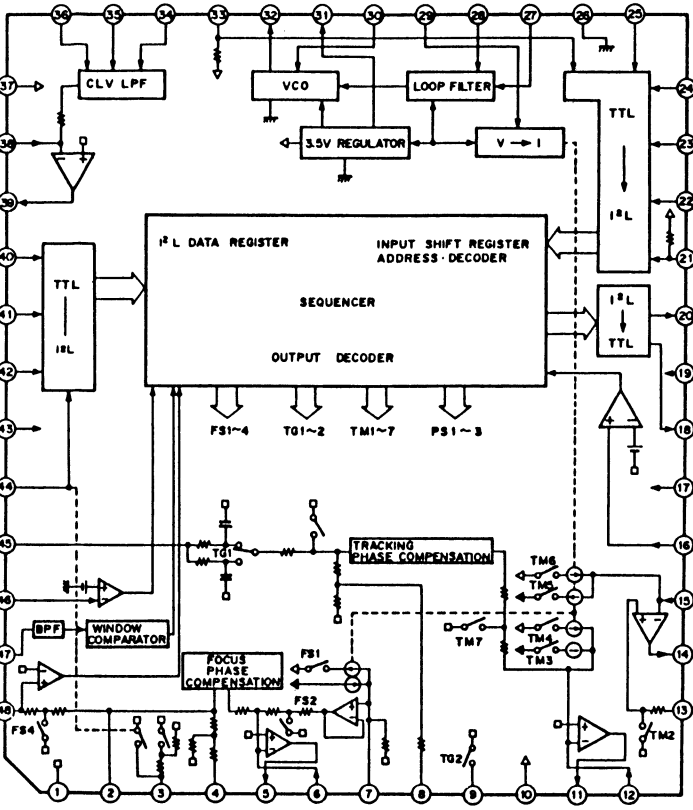 36 35 34 33 32 31 30 29 28 27 26 25
37 CLV LPF VCO LOOP FILTER 24
TTL
38 3.5V REGULATOR V → I 23
39 I²L 22
I² L DATA REGISTER INPUT SHIFT REGISTER
ADDRESS · DECODER
40 TTL 21
SEQUENCER I²L
41 I²L TTL 20
OUTPUT DECODER
42 19
43 FS1~4 TG1~2 TM1~7 PS1~3 18
44 17
45 TG1 TRACKING
PHASE COMPENSATION 16
TM6
TM5
46 15
BPF WINDOW
COMPARATOR TM7 TM4
TM3
47 FOCUS
PHASE
COMPENSATION FS1 14
48 FS2 13
FS4 TG2 TM2
1 2 3 4 5 6 7 8 9 10 11 12